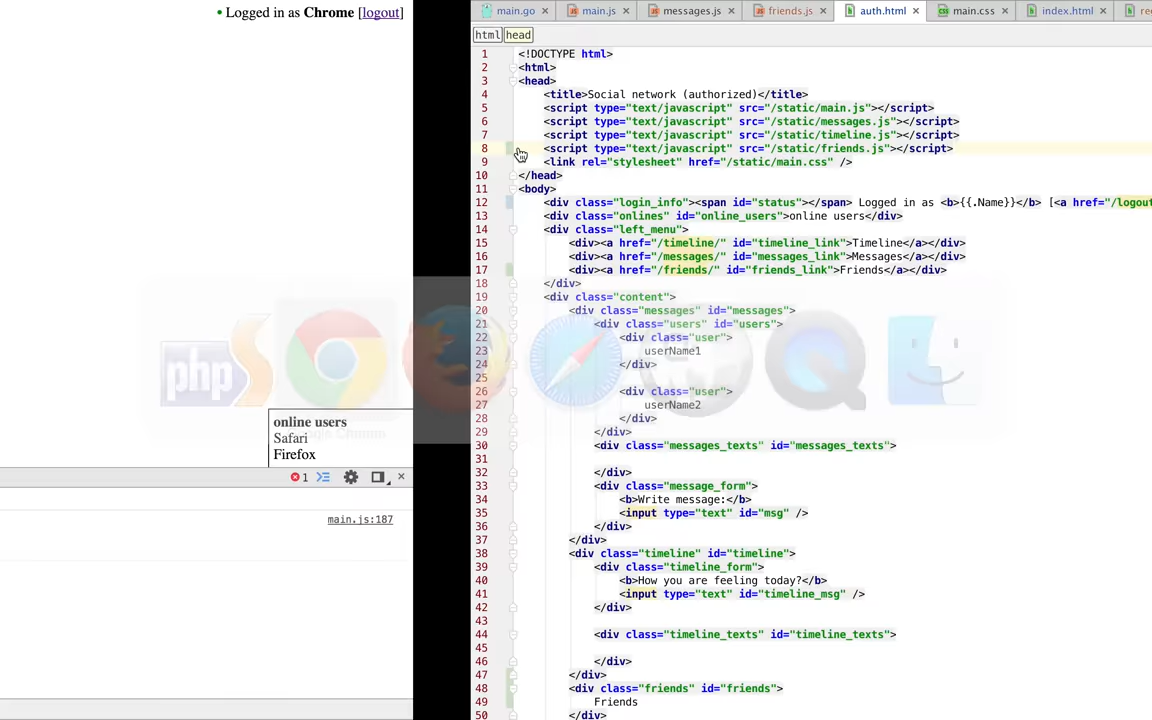 • Logged in as Chrome [logout]
online users
Safari
Firefox
1
main.js:187
main.go × main.js × messages.js × friends.js × auth.html × main.css × index.html ×
html head
1 <!DOCTYPE html>
2 <html>
3 <head>
4 <title>Social network (authorized)</title>
5 <script type="text/javascript" src="/static/main.js"></script>
6 <script type="text/javascript" src="/static/messages.js"></script>
7 <script type="text/javascript" src="/static/timeline.js"></script>
8 <script type="text/javascript" src="/static/friends.js"></script>
9 <link rel="stylesheet" href="/static/main.css" />
10 </head>
11 <body>
12 <div class="login_info"><span id="status"></span> Logged in as <b>{{.Name}}</b> [<a href="/logout
13 <div class="onlines" id="online_users">online users</div>
14 <div class="left_menu">
15 <div><a href="/timeline/" id="timeline_link">Timeline</a></div>
16 <div><a href="/messages/" id="messages_link">Messages</a></div>
17 <div><a href="/friends/" id="friends_link">Friends</a></div>
18 </div>
19 <div class="content">
20 <div class="messages" id="messages">
21 <div class="users" id="users">
22 <div class="user">
23 userName1
24 </div>
25
26 <div class="user">
27 userName2
28 </div>
29 </div>
30 <div class="messages_texts" id="messages_texts">
31
32 </div>
33 <div class="message_form">
34 <b>Write message:</b>
35 <input type="text" id="msg" />
36 </div>
37 </div>
38 <div class="timeline" id="timeline">
39 <div class="timeline_form">
40 <b>How you are feeling today?</b>
41 <input type="text" id="timeline_msg" />
42 </div>
43
44 <div class="timeline_texts" id="timeline_texts">
45
46 </div>
47 </div>
48 <div class="friends" id="friends">
49 Friends
50 </div>
php